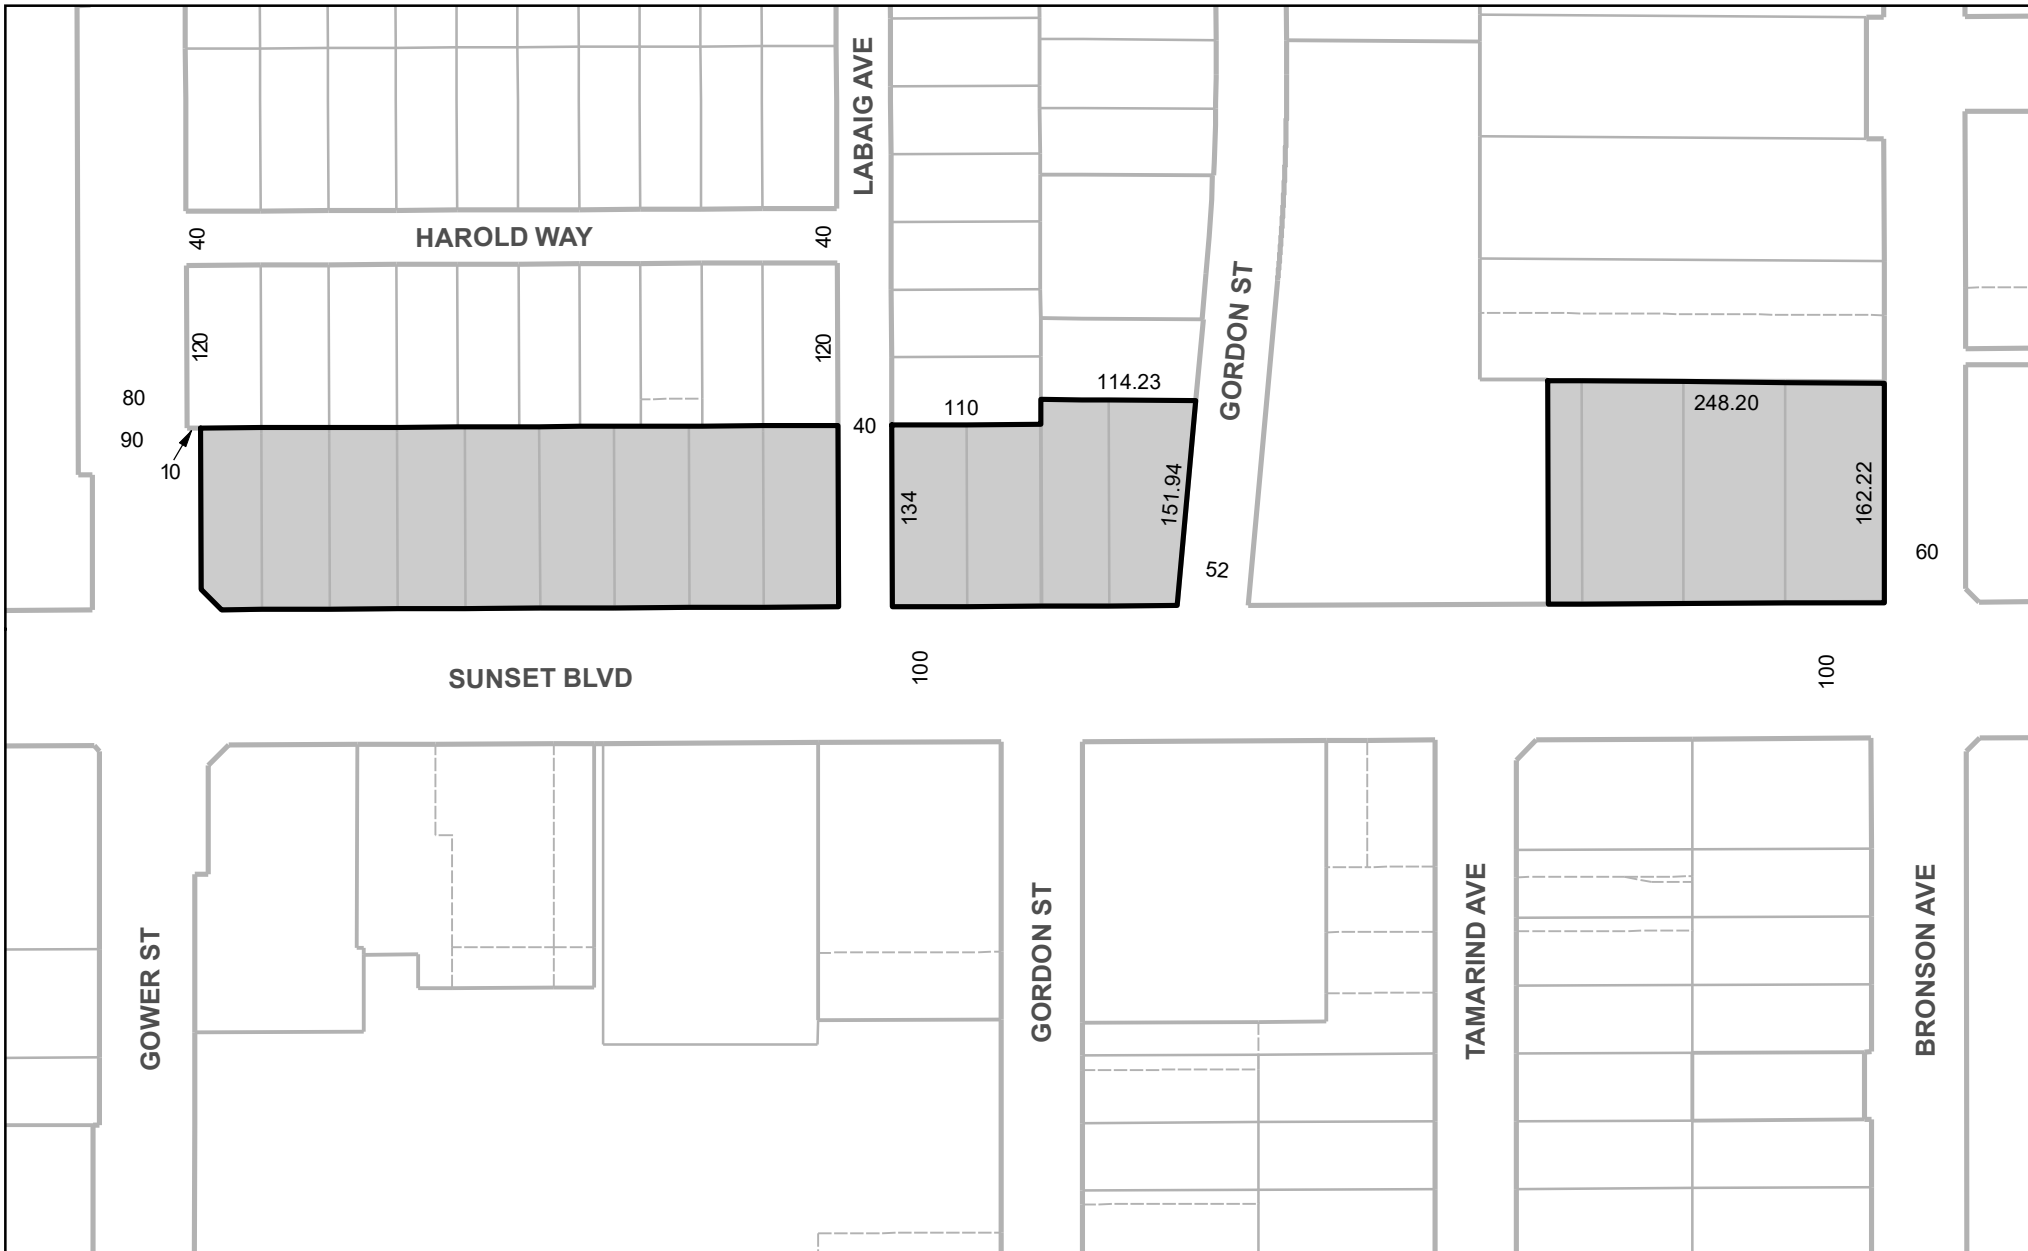 LABAIG AVE
40
HAROLD WAY
40
GORDON ST
120
120
114.23
80
110
248.20
90
40
10
134
151.94
162.22
60
52
SUNSET BLVD
100
100
GOWER ST
GORDON ST
TAMARIND AVE
BRONSON AVE